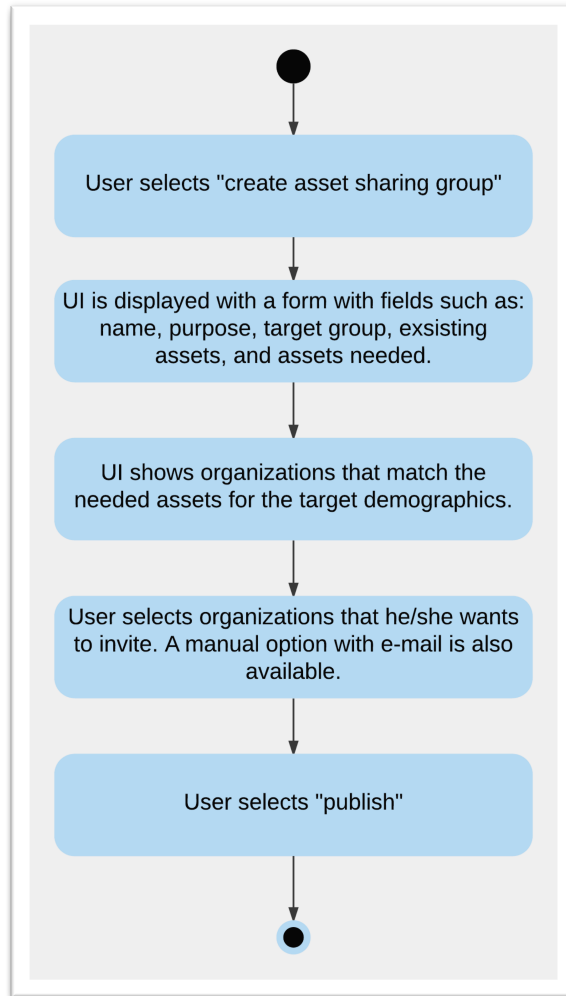 User selects "create asset sharing group"
UI is displayed with a form with fields such as:
name, purpose, target group, exsisting
assets, and assets needed.
UI shows organizations that match the
needed assets for the target demographics.
User selects organizations that he/she wants
to invite. A manual option with e-mail is also
available.
User selects "publish"